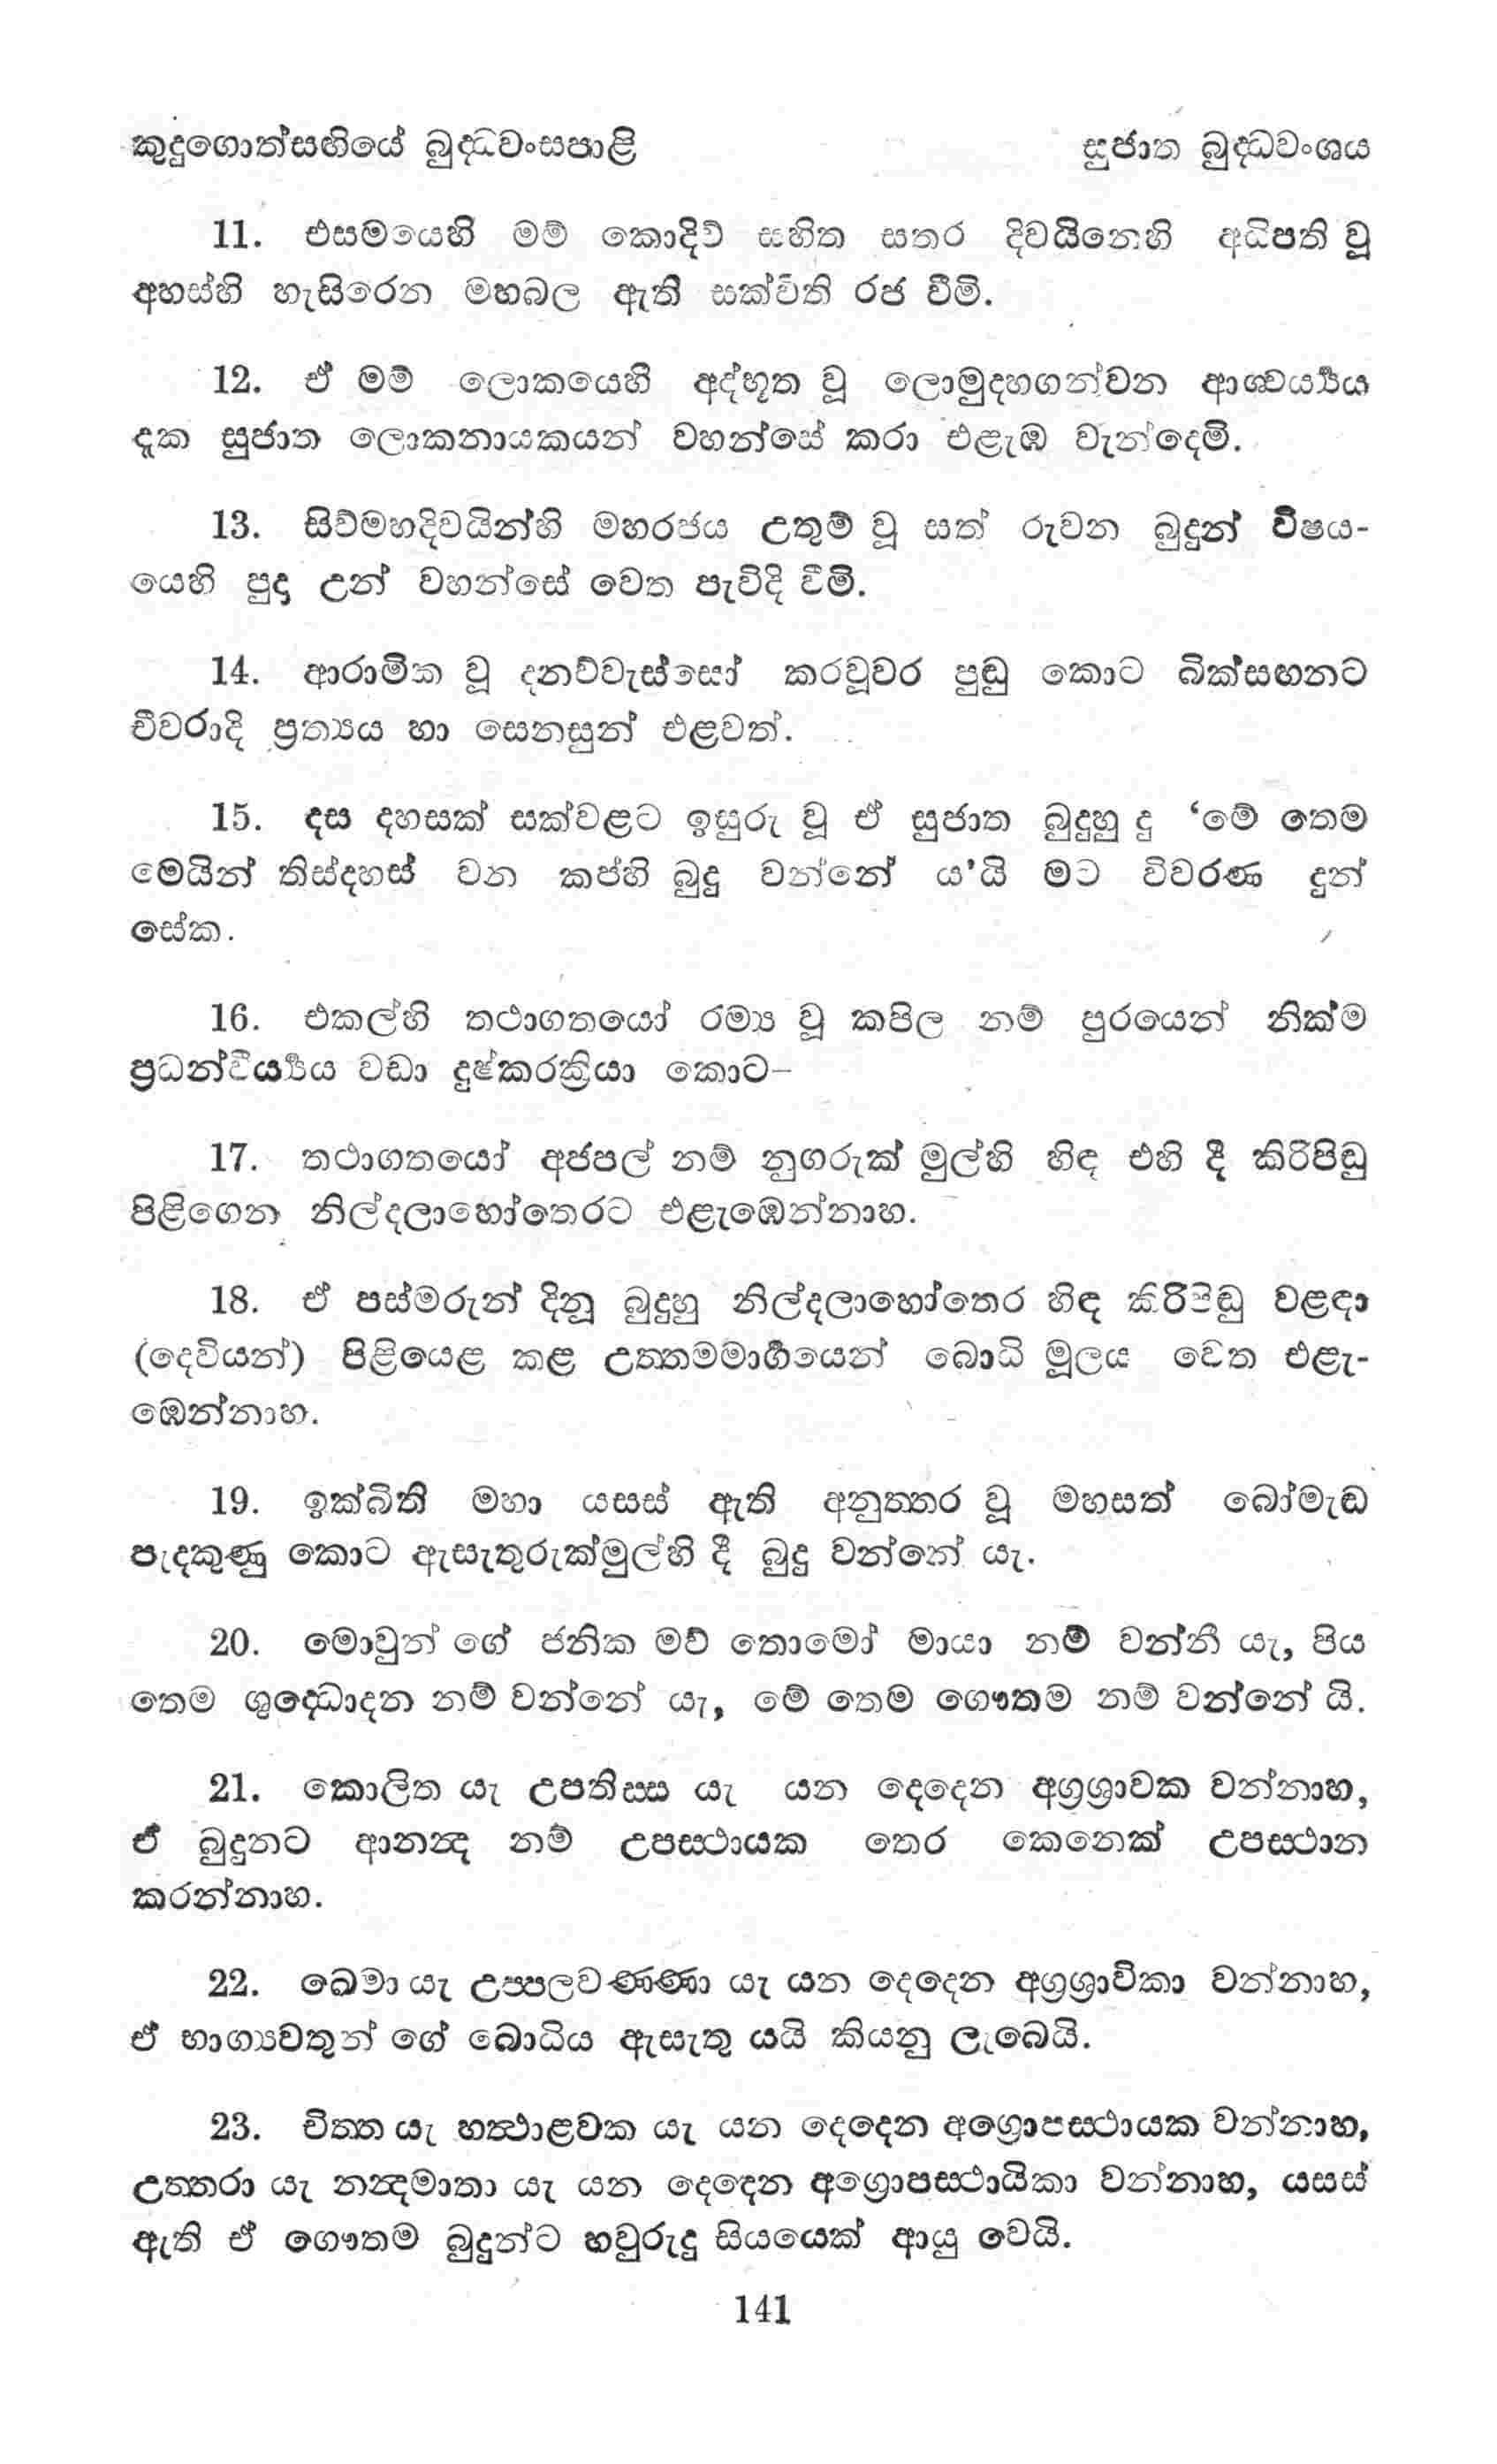 කුදුගොත්සඟියේ බුද්ධවංසපාළි
සුජාත බුද්ධවංශය
11. එසමයෙහි මම් කොදිව් සහිත සතර දිවයිනෙහි අධිපති වූ
අහස්හි හැසිරෙන මහබල ඇති සක්විති රජ වීමි.
12. ඒ මම් ලොකයෙහි අද්භූත වූ ලොමුදහගන්වන ආශ්චර්‍ය්‍යය
දැක සුජාත ලොකනායකයන් වහන්සේ කරා එළැඹ වැන්දෙමි.
13. සිව්මහදිවයින්හි මහරජය උතුම් වූ සත් රුවන බුදුන් විෂය-
යෙහි පුදා උන් වහන්සේ වෙත පැවිදි වීමි.
14. ආරාමික වූ දනව්වැස්සෝ කරවූවර පුඬු කොට බික්සඟනට
චීවරාදි ප්‍රත්‍යය හා සෙනසුන් එළවත්.
15. දස දහසක් සක්වළට ඉසුරු වූ ඒ සුජාත බුදුහු දු ‘මේ තෙම
මෙයින් තිස්දහස් වන කප්හි බුදු වන්නේ ය’යි මට විවරණ දුන්
සේක.
16. එකල්හි තථාගතයෝ රම්‍ය වූ කපිල නම් පුරයෙන් නික්ම
ප්‍රධන්වීර්‍ය්‍යය වඩා දුෂ්කරක්‍රියා කොට–
17. තථාගතයෝ අජපල් නම් නුගරුක් මුල්හි හිඳ එහි දී කිරිපිඬු
පිළිගෙන නිල්දලාහෝතෙරට එළැඹෙන්නාහ.
18. ඒ පස්මරුන් දිනූ බුදුහු නිල්දලාහෝතෙර හිඳ කිරිපිඬු වළඳා
(දෙවියන්) පිළියෙළ කළ උත්තමමාර්ගයෙන් බොධි මූලය වෙත එළැ-
ඹෙන්නාහ.
19. ඉක්බිති මහා යසස් ඇති අනුත්තර වූ මහසත් බෝමැඬ
පැදකුණු කොට ඇසැතුරුක්මුල්හි දී බුදු වන්නේ යැ.
20. මොවුන් ගේ ජනික මව් තොමෝ මායා නම් වන්නී යැ, පිය
තෙම ශුද්ධොදන නම් වන්නේ යැ, මේ තෙම ගෞතම නම් වන්නේ යි.
21. කොලිත යැ උපතිස්ස යැ යන දෙදෙන අග්‍රශ්‍රාවක වන්නාහ,
ඒ බුදුනට ආනන්ද නම් උපස්ථායක තෙර කෙනෙක් උපස්ථාන
කරන්නාහ.
22. ඛෙමා යැ උප්පලවණ්ණා යැ යන දෙදෙන අග්‍රශ්‍රාවිකා වන්නාහ,
ඒ භාග්‍යවතුන් ගේ බොධිය ඇසැතු යයි කියනු ලැබෙයි.
23. චිත්ත යැ හත්ථාළවක යැ යන දෙදෙන අග්‍රොපස්ථායක වන්නාහ,
උත්තරා යැ නන්දමාතා යැ යන දෙදෙන අග්‍රොපස්ථායිකා වන්නාහ, යසස්
ඇති ඒ ගෞතම බුදුන්ට හවුරුදු සියයෙක් ආයු වෙයි.
141